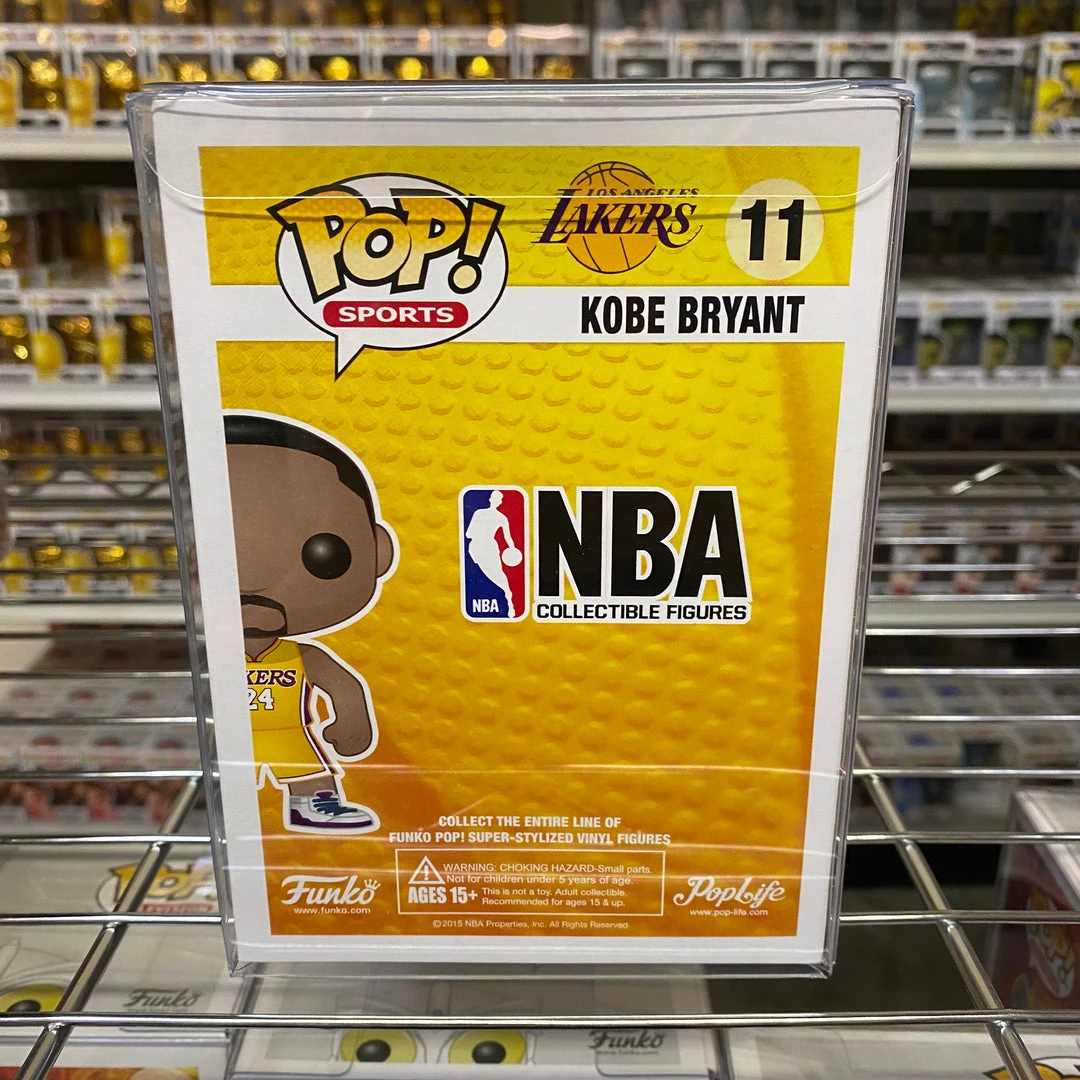 POP!
SPORTS
LOS ANGELES
LAKERS
11
KOBE BRYANT
NBA
NBA
COLLECTIBLE FIGURES
KERS
24
COLLECT THE ENTIRE LINE OF
FUNKO POP! SUPER-STYLIZED VINYL FIGURES
WARNING: CHOKING HAZARD-Small parts.
Not for children under 5 years of age.
AGES 15+ This is not a toy. Adult collectible.
Recommended for ages 15 & up.
Funko
www.funko.com
PopLife
www.pop-life.com
©2015 NBA Properties, Inc. All Rights Reserved
POP
Funko
Funko